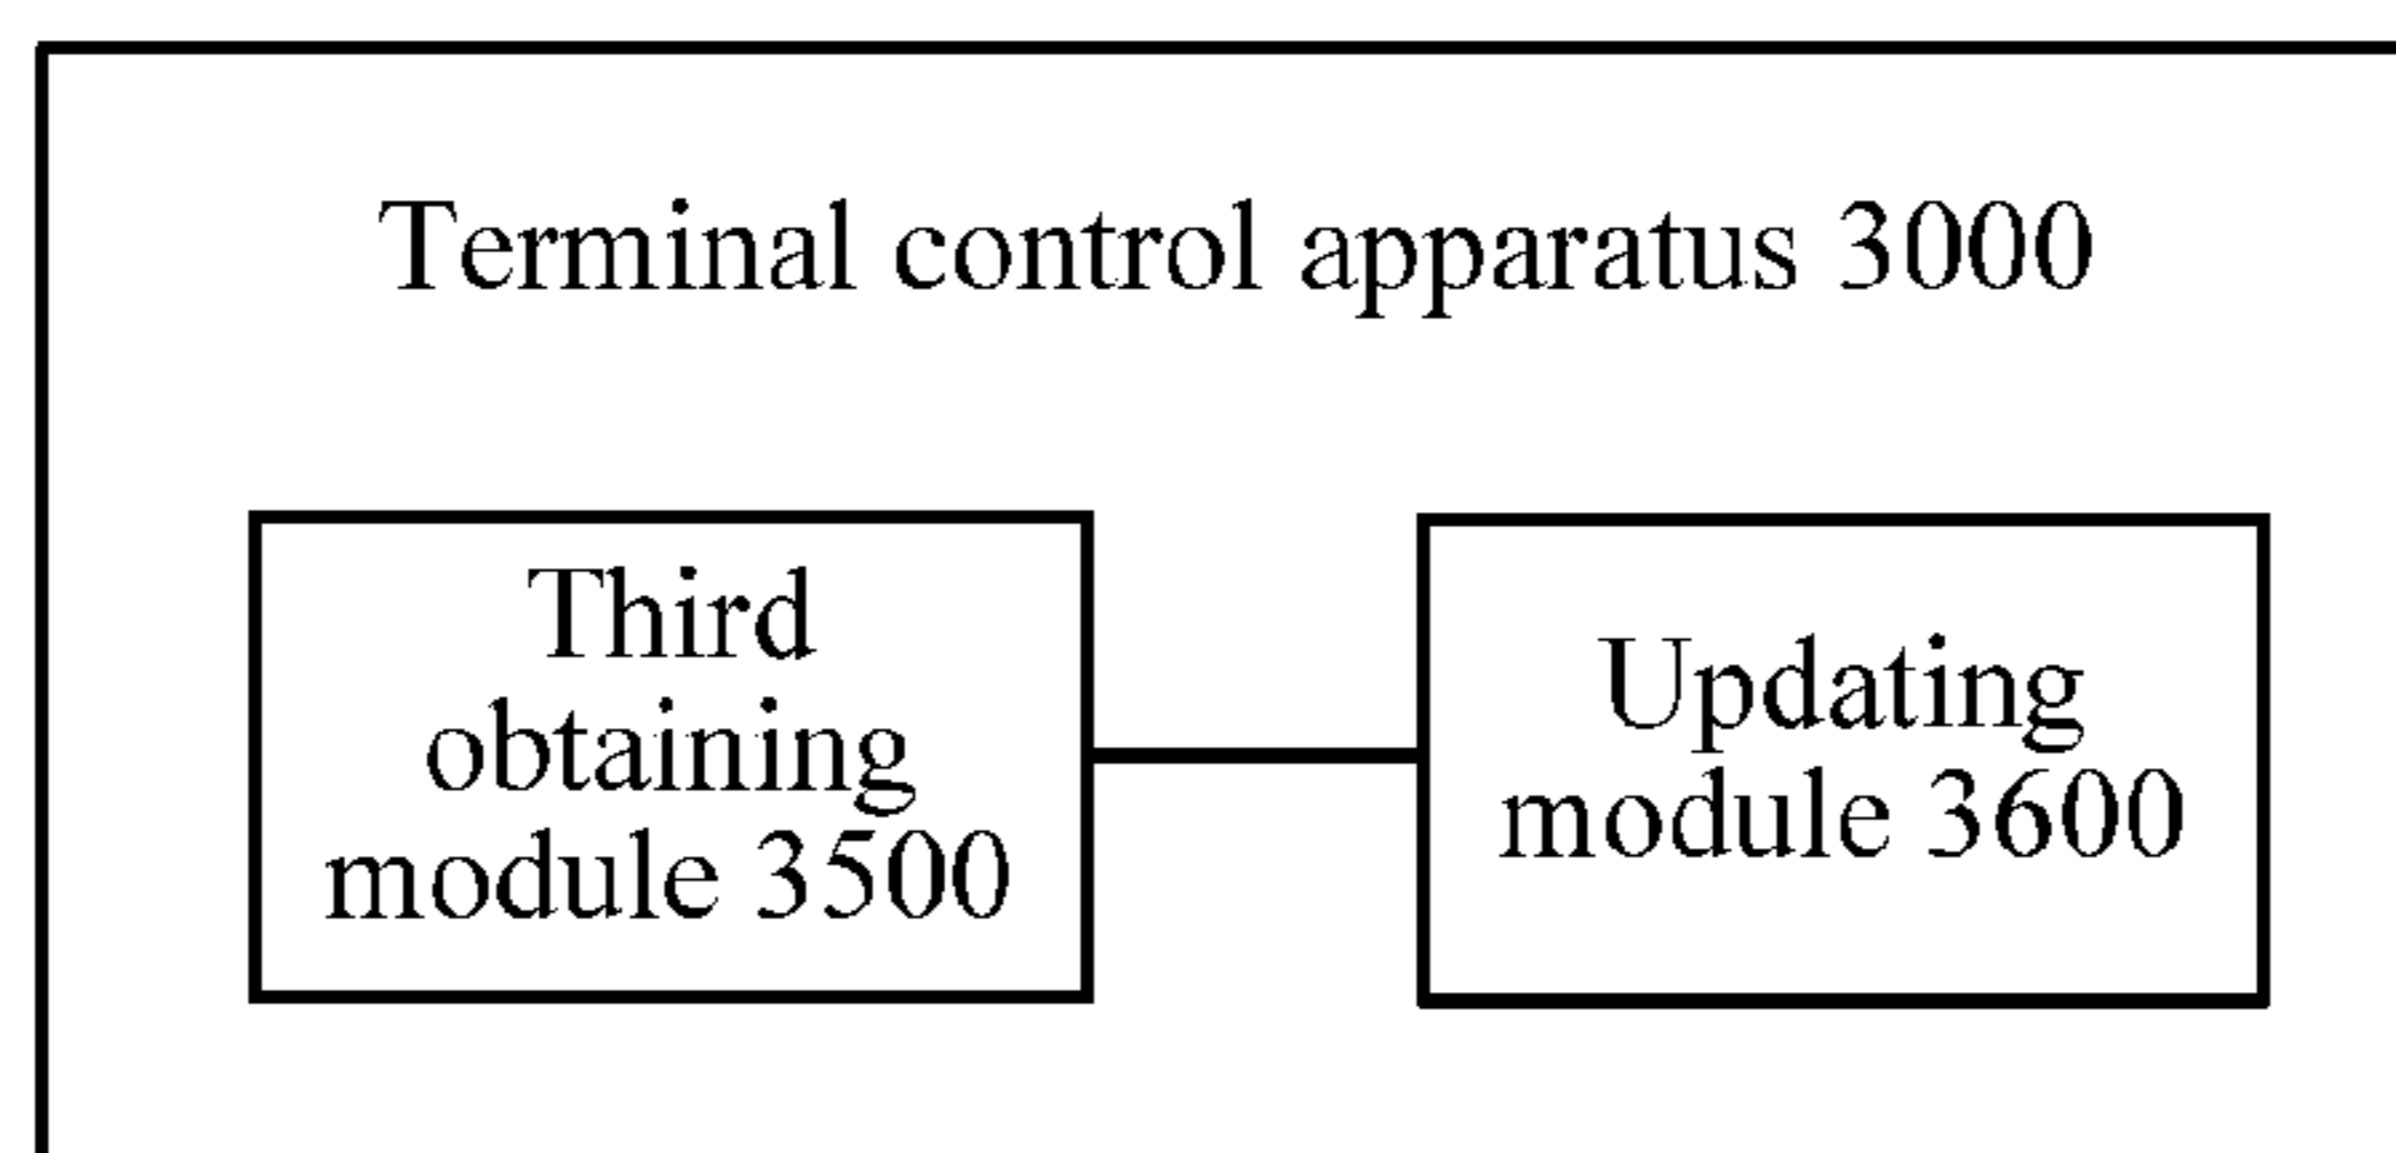 Terminal control apparatus 3000
Third
obtaining
module 3500
Updating
module 3600